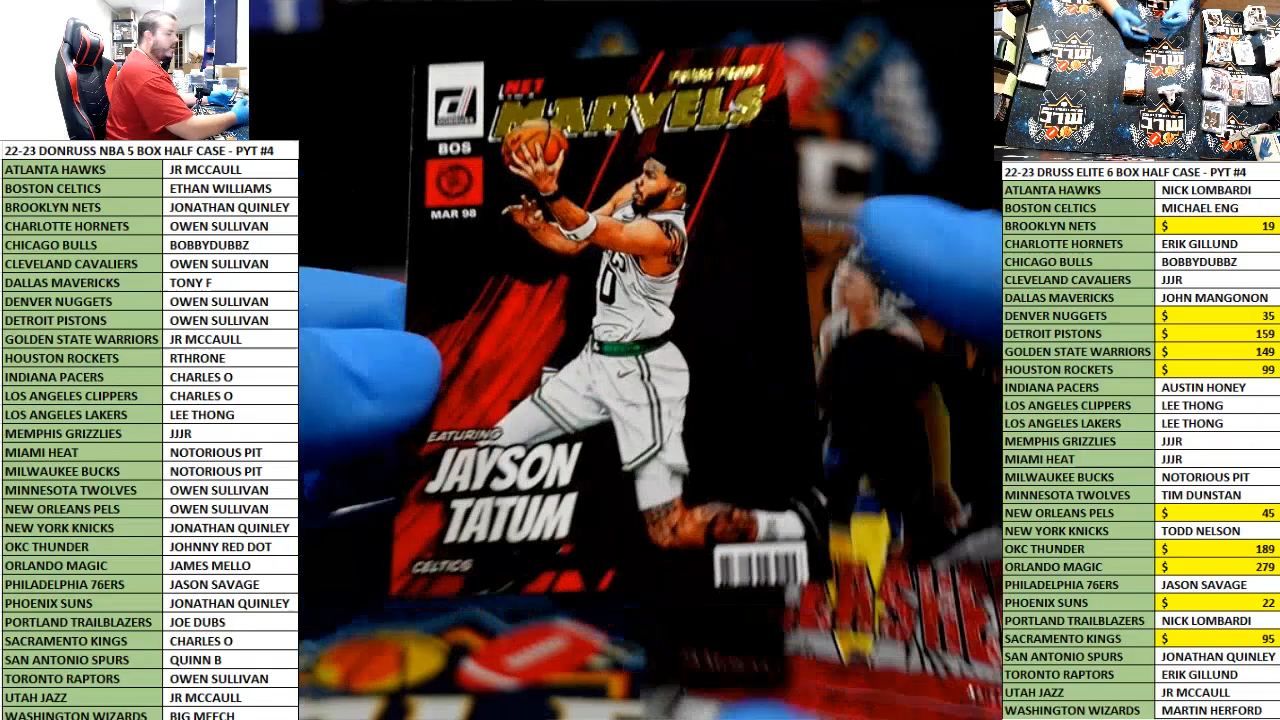 22-23 DONRUSS NBA 5 BOX HALF CASE - PYT #4
ATLANTA HAWKS JR MCCAULL
BOSTON CELTICS ETHAN WILLIAMS
BROOKLYN NETS JONATHAN QUINLEY
CHARLOTTE HORNETS OWEN SULLIVAN
CHICAGO BULLS BOBBYDUBBZ
CLEVELAND CAVALIERS OWEN SULLIVAN
DALLAS MAVERICKS TONY F
DENVER NUGGETS OWEN SULLIVAN
DETROIT PISTONS OWEN SULLIVAN
GOLDEN STATE WARRIORS JR MCCAULL
HOUSTON ROCKETS RTHRONE
INDIANA PACERS CHARLES O
LOS ANGELES CLIPPERS CHARLES O
LOS ANGELES LAKERS LEE THONG
MEMPHIS GRIZZLIES JJJR
MIAMI HEAT NOTORIOUS PIT
MILWAUKEE BUCKS NOTORIOUS PIT
MINNESOTA TWOLVES OWEN SULLIVAN
NEW ORLEANS PELS OWEN SULLIVAN
NEW YORK KNICKS JONATHAN QUINLEY
OKC THUNDER JOHNNY RED DOT
ORLANDO MAGIC JAMES MELLO
PHILADELPHIA 76ERS JASON SAVAGE
PHOENIX SUNS JONATHAN QUINLEY
PORTLAND TRAILBLAZERS JOE DUBS
SACRAMENTO KINGS CHARLES O
SAN ANTONIO SPURS QUINN B
TORONTO RAPTORS OWEN SULLIVAN
UTAH JAZZ JR MCCAULL
WASHINGTON WIZARDS BIG MEECH
NET
MARVELS
BOS
MAR 98
0
EATURING
JAYSON
TATUM
CELTICS
22-23 DRUSS ELITE 6 BOX HALF CASE - PYT #4
ATLANTA HAWKS NICK LOMBARDI
BOSTON CELTICS MICHAEL ENG
BROOKLYN NETS $ 19
CHARLOTTE HORNETS ERIK GILLUND
CHICAGO BULLS BOBBYDUBBZ
CLEVELAND CAVALIERS JJJR
DALLAS MAVERICKS JOHN MANGONON
DENVER NUGGETS $ 35
DETROIT PISTONS $ 159
GOLDEN STATE WARRIORS $ 149
HOUSTON ROCKETS $ 99
INDIANA PACERS AUSTIN HONEY
LOS ANGELES CLIPPERS LEE THONG
LOS ANGELES LAKERS LEE THONG
MEMPHIS GRIZZLIES JJJR
MIAMI HEAT JJJR
MILWAUKEE BUCKS NOTORIOUS PIT
MINNESOTA TWOLVES TIM DUNSTAN
NEW ORLEANS PELS $ 45
NEW YORK KNICKS TODD NELSON
OKC THUNDER $ 189
ORLANDO MAGIC $ 279
PHILADELPHIA 76ERS JASON SAVAGE
PHOENIX SUNS $ 22
PORTLAND TRAILBLAZERS NICK LOMBARDI
SACRAMENTO KINGS $ 95
SAN ANTONIO SPURS JONATHAN QUINLEY
TORONTO RAPTORS ERIK GILLUND
UTAH JAZZ JR MCCAULL
WASHINGTON WIZARDS MARTIN HERFORD